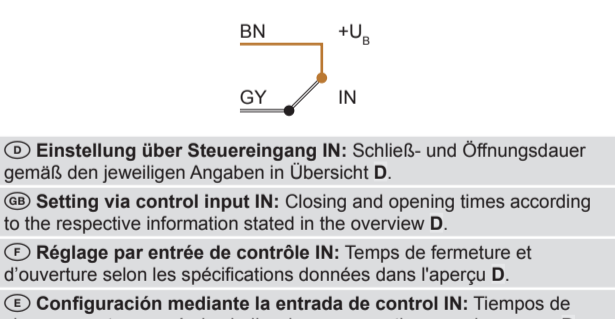 BN +U_B
GY IN
D Einstellung über Steuereingang IN: Schließ- und Öffnungsdauer
gemäß den jeweiligen Angaben in Übersicht D.
GB Setting via control input IN: Closing and opening times according
to the respective information stated in the overview D.
F Réglage par entrée de contrôle IN: Temps de fermeture et
d'ouverture selon les spécifications données dans l'aperçu D.
E Configuración mediante la entrada de control IN: Tiempos de